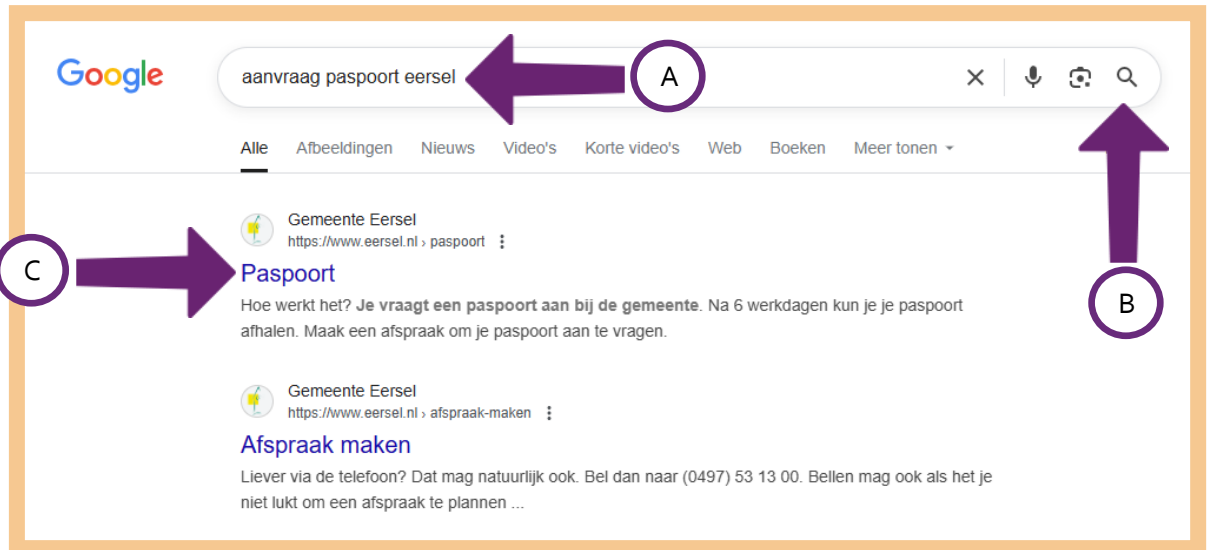 Google
aanvraag paspoort eersel
A
Alle Afbeeldingen Nieuws Video's Korte video's Web Boeken Meer tonen
Gemeente Eersel
https://www.eersel.nl › paspoort
C
Paspoort
Hoe werkt het? Je vraagt een paspoort aan bij de gemeente. Na 6 werkdagen kun je je paspoort
afhalen. Maak een afspraak om je paspoort aan te vragen.
B
Gemeente Eersel
https://www.eersel.nl › afspraak-maken
Afspraak maken
Liever via de telefoon? Dat mag natuurlijk ook. Bel dan naar (0497) 53 13 00. Bellen mag ook als het je
niet lukt om een afspraak te plannen ...